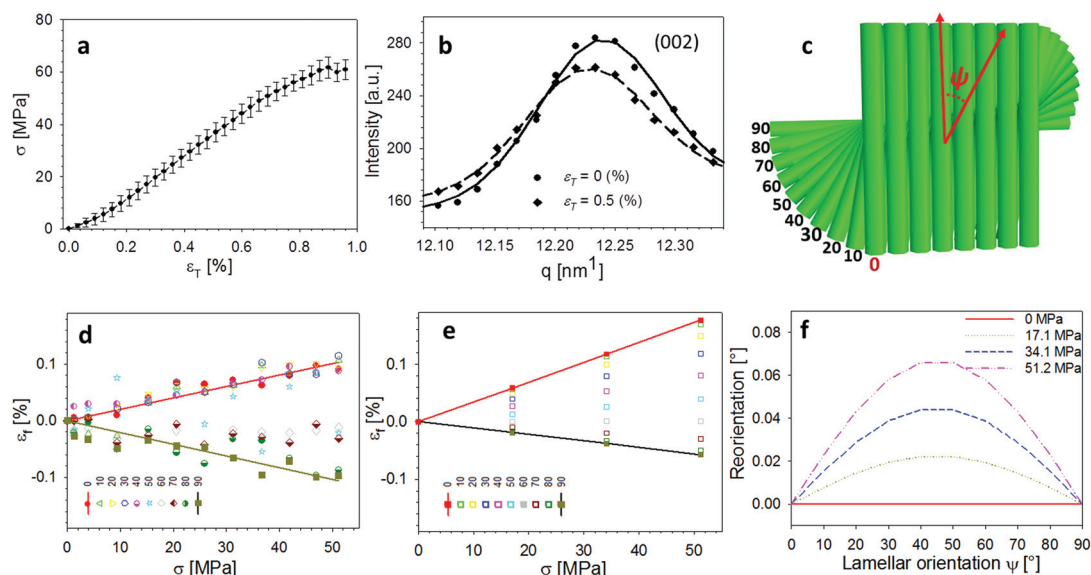 a
σ [MPa]
80
60
40
20
0
0.0 0.2 0.4 0.6 0.8 1.0
ε_T [%]
b
(002)
Intensity [a.u.]
280
240
200
160
ε_T = 0 (%)
ε_T = 0.5 (%)
12.10 12.15 12.20 12.25 12.30
q [nm¹]
c
ψ
90
80
70
60
50
40
30
20
10
0
d
ε_f [%]
0.1
0.0
-0.1
0 10 20 30 40 50 60 70 80 90
0 10 20 30 40 50 60
σ [MPa]
e
ε_f [%]
0.1
0.0
-0.1
0 10 20 30 40 50 60 70 80 90
0 10 20 30 40 50 60
σ [MPa]
f
Reorientation [°]
0.08
0.06
0.04
0.02
0.00
0 MPa
17.1 MPa
34.1 MPa
51.2 MPa
0 10 20 30 40 50 60 70 80 90
Lamellar orientation ψ [°]